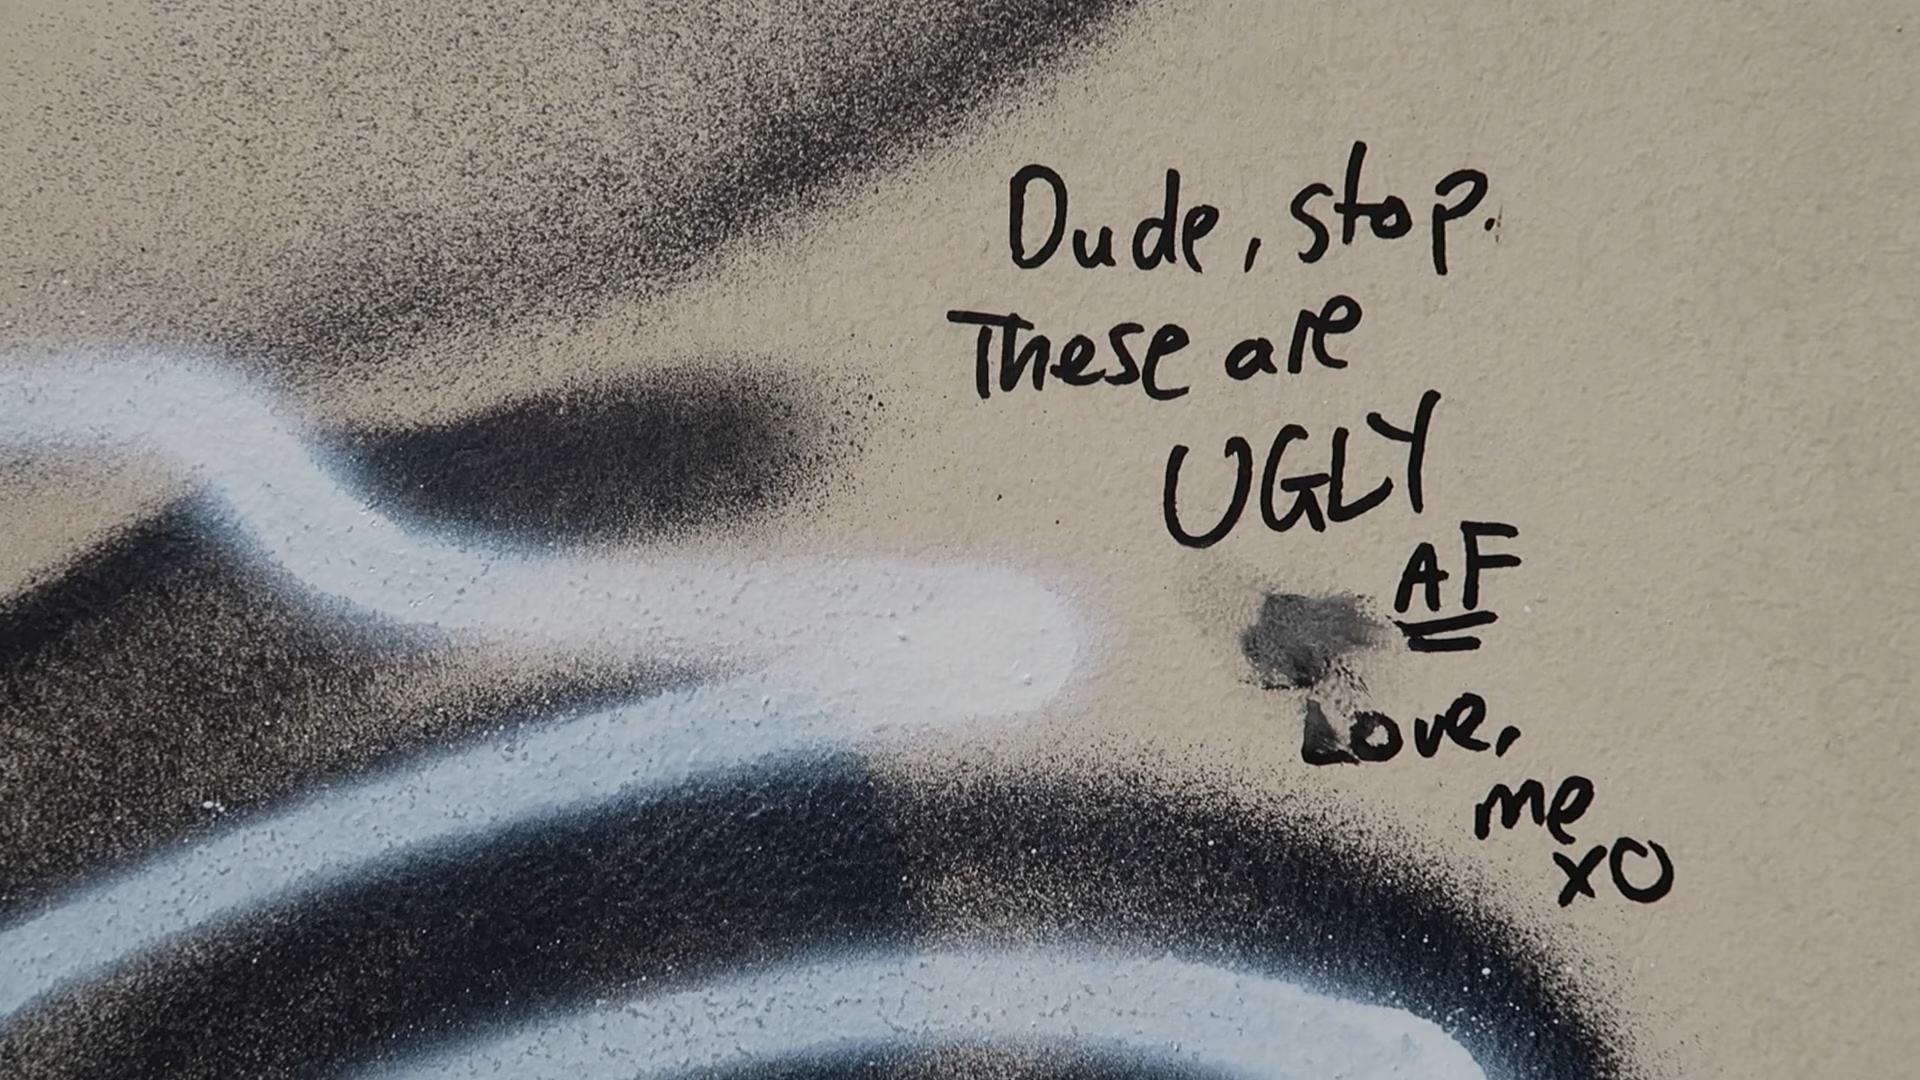 Dude, stop.
These are
UGLY
AF
Love,
me
xo